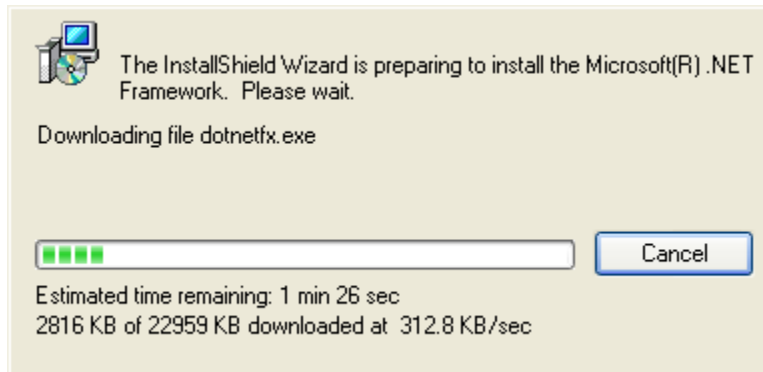 The InstallShield Wizard is preparing to install the Microsoft(R) .NET
Framework.  Please wait.
Downloading file dotnetfx.exe
Cancel
Estimated time remaining: 1 min 26 sec
2816 KB of 22959 KB downloaded at  312.8 KB/sec